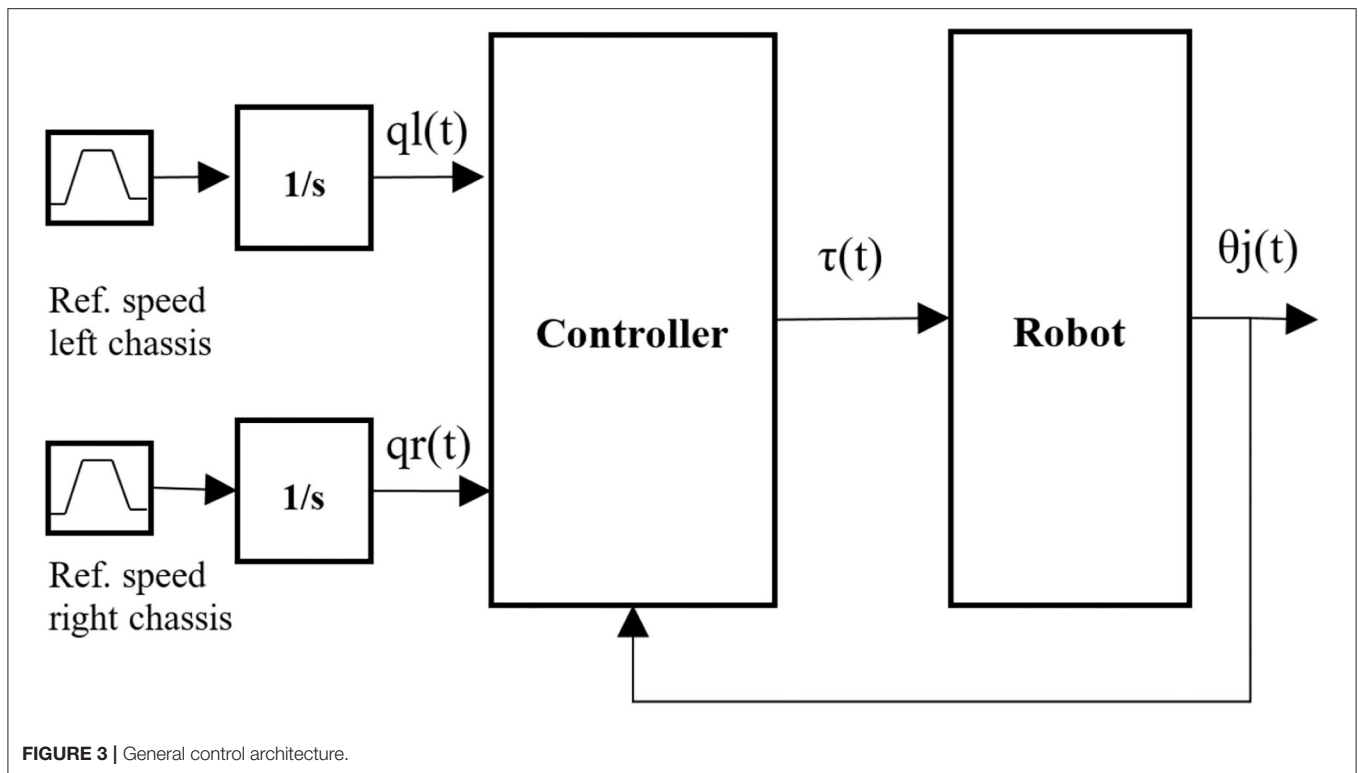 ql(t)
1/s
Ref. speed
left chassis
qr(t)
1/s
Ref. speed
right chassis
Controller
τ(t)
Robot
θj(t)
FIGURE 3 | General control architecture.